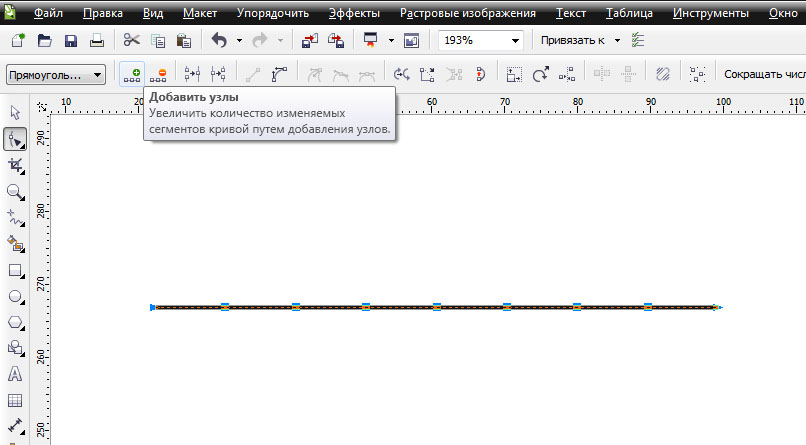 Файл Правка Вид Макет Упорядочить Эффекты Растровые изображения Текст Таблица Инструменты Окно
193% Привязать к
Прямоуголь... Сокращать
Добавить узлы
Увеличить количество изменяемых
сегментов кривой путем добавления узлов.
10 60 70 80 90 100 110
290
280
270
260
250